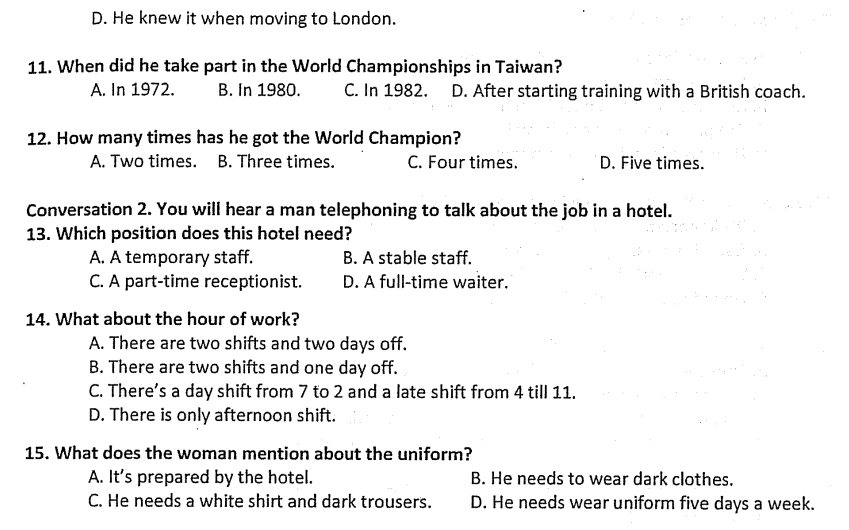 D. He knew it when moving to London.
11. When did he take part in the World Championships in Taiwan?
A. In 1972. B. In 1980. C. In 1982. D. After starting training with a British coach.
12. How many times has he got the World Champion?
A. Two times. B. Three times. C. Four times. D. Five times.
Conversation 2. You will hear a man telephoning to talk about the job in a hotel.
13. Which position does this hotel need?
A. A temporary staff. B. A stable staff.
C. A part-time receptionist. D. A full-time waiter.
14. What about the hour of work?
A. There are two shifts and two days off.
B. There are two shifts and one day off.
C. There's a day shift from 7 to 2 and a late shift from 4 till 11.
D. There is only afternoon shift.
15. What does the woman mention about the uniform?
A. It's prepared by the hotel. B. He needs to wear dark clothes.
C. He needs a white shirt and dark trousers. D. He needs wear uniform five days a week.